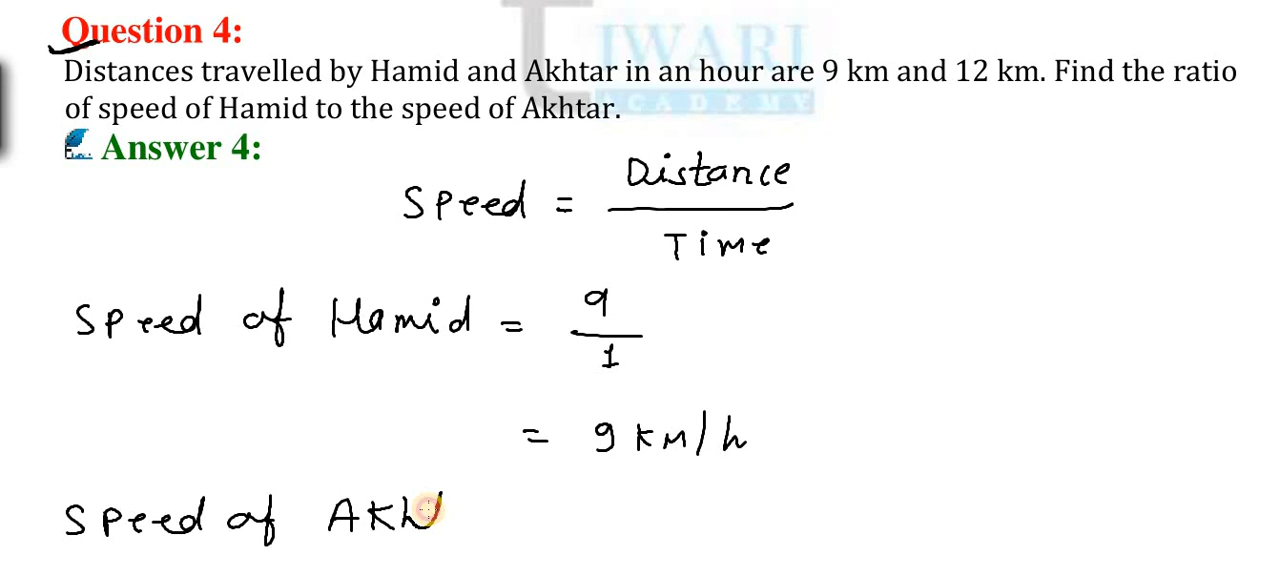 Question 4:
TIWARI
ACADEMY
Distances travelled by Hamid and Akhtar in an hour are 9 km and 12 km. Find the ratio
of speed of Hamid to the speed of Akhtar.
Answer 4:
Speed = Distance / Time
Speed of Hamid = 9 / 1
= 9 KM/h
Speed of AKh